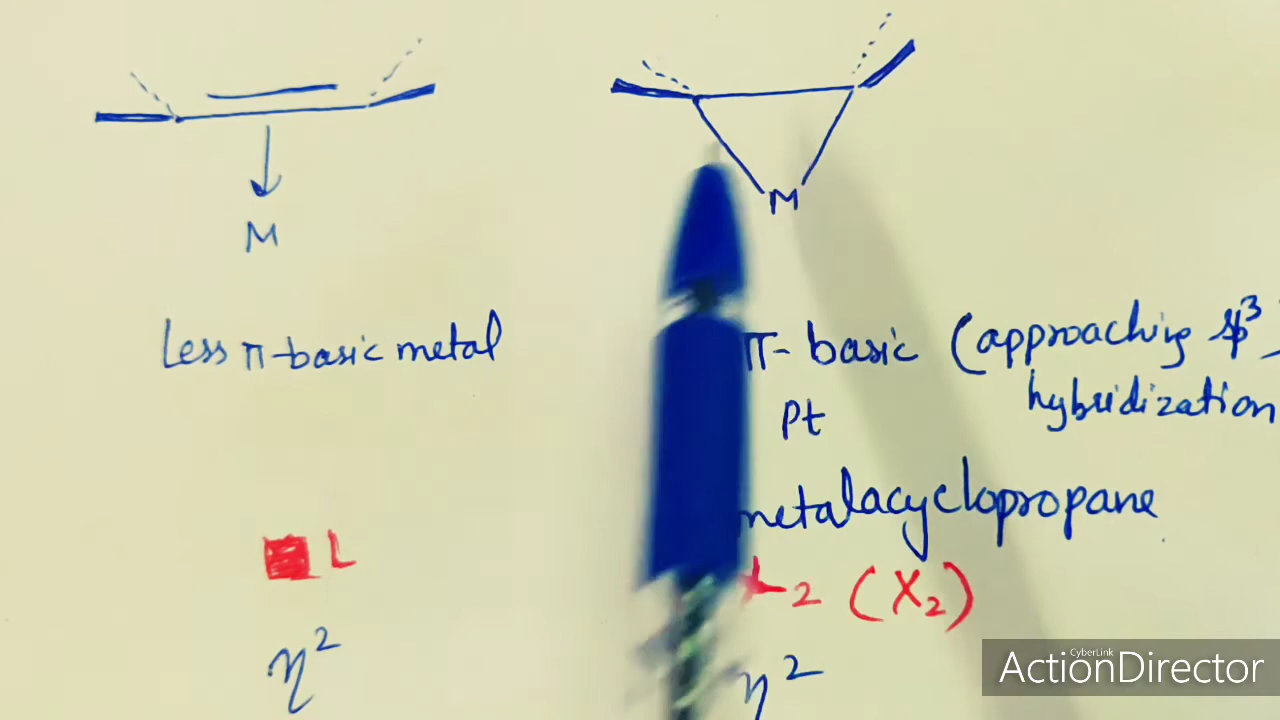 M
M
Less π-basic metal
π- basic (approaching sp³
hybridization
Pt
metalacyclopropane
L
2 (X₂)
η²
η²
CyberLink
ActionDirector